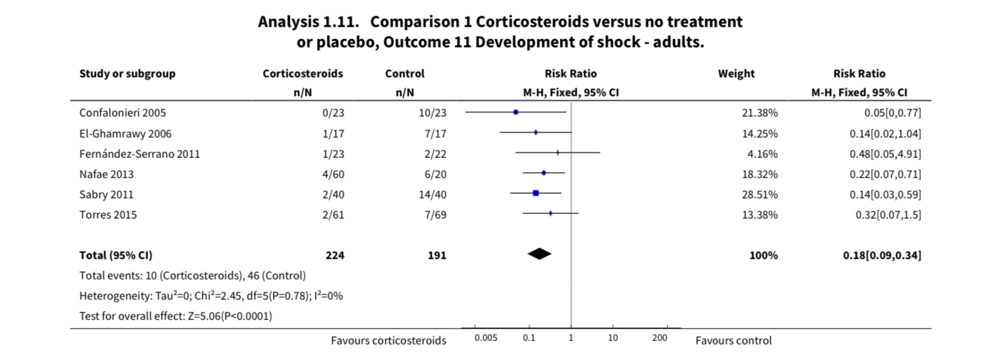 Analysis 1.11. Comparison 1 Corticosteroids versus no treatment
or placebo, Outcome 11 Development of shock - adults.
Study or subgroup Corticosteroids Control Risk Ratio Weight Risk Ratio
n/N n/N M-H, Fixed, 95% CI M-H, Fixed, 95% CI
Confalonieri 2005 0/23 10/23 21.38% 0.05[0,0.77]
El-Ghamrawy 2006 1/17 7/17 14.25% 0.14[0.02,1.04]
Fernández-Serrano 2011 1/23 2/22 4.16% 0.48[0.05,4.91]
Nafae 2013 4/60 6/20 18.32% 0.22[0.07,0.71]
Sabry 2011 2/40 14/40 28.51% 0.14[0.03,0.59]
Torres 2015 2/61 7/69 13.38% 0.32[0.07,1.5]
Total (95% CI) 224 191 100% 0.18[0.09,0.34]
Total events: 10 (Corticosteroids), 46 (Control)
Heterogeneity: Tau²=0; Chi²=2.45, df=5(P=0.78); I²=0%
Test for overall effect: Z=5.06(P<0.0001)
Favours corticosteroids 0.005 0.1 1 10 200 Favours control